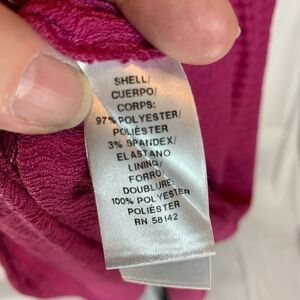 SHELL/
CUERPO/
CORPS:
97% POLYESTER/
POLIÉSTER
3% SPANDEX/
ELASTANO
LINING/
FORRO/
DOUBLURE:
100% POLYESTER/
POLIÉSTER
RN 58142